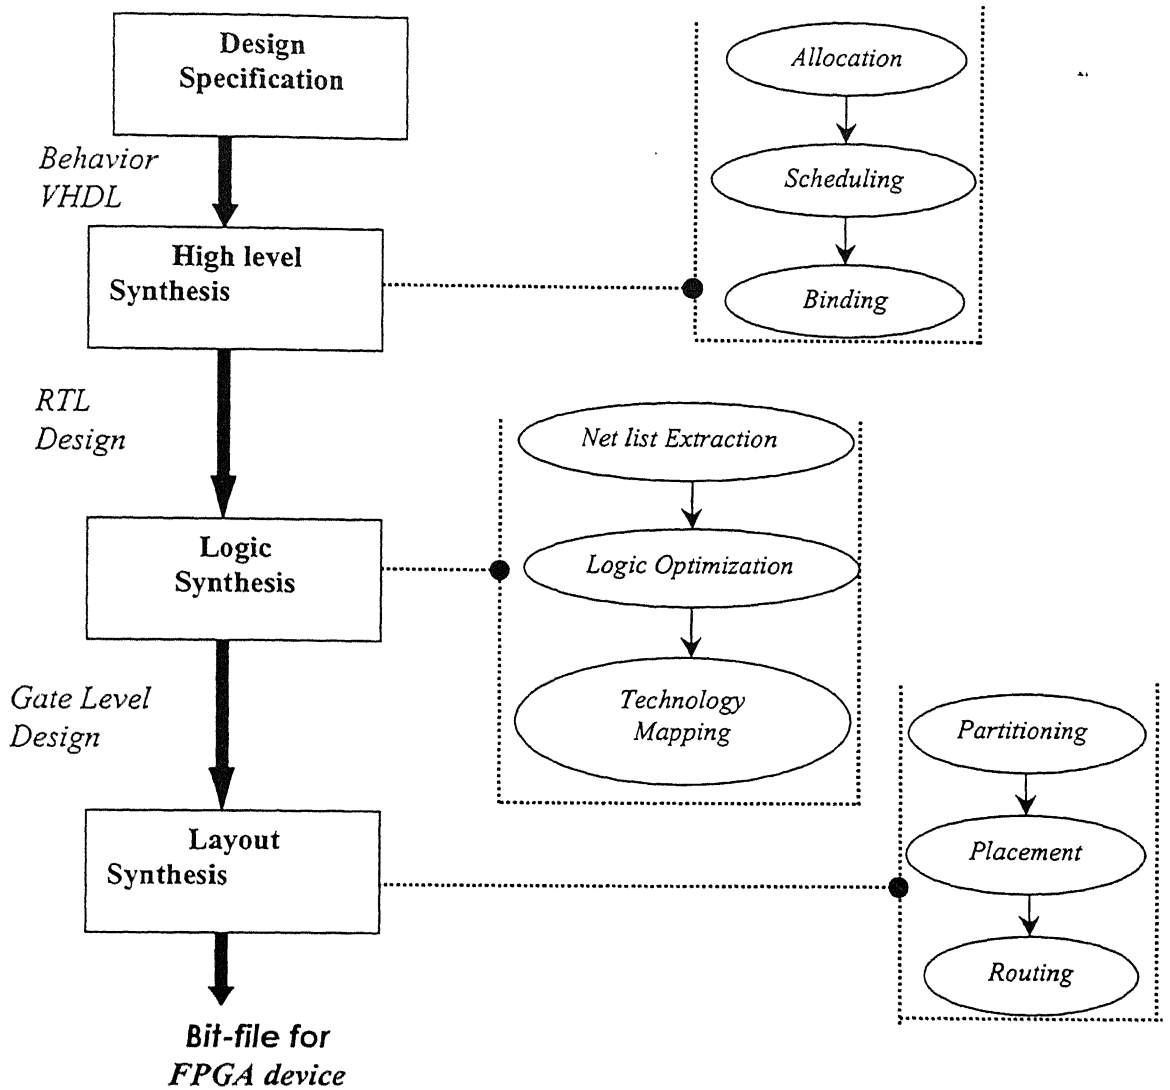 Design
Specification
Behavior
VHDL
High level
Synthesis
Allocation
Scheduling
Binding
RTL
Design
Logic
Synthesis
Net list Extraction
Logic Optimization
Technology
Mapping
Gate Level
Design
Layout
Synthesis
Partitioning
Placement
Routing
Bit-file for
FPGA device